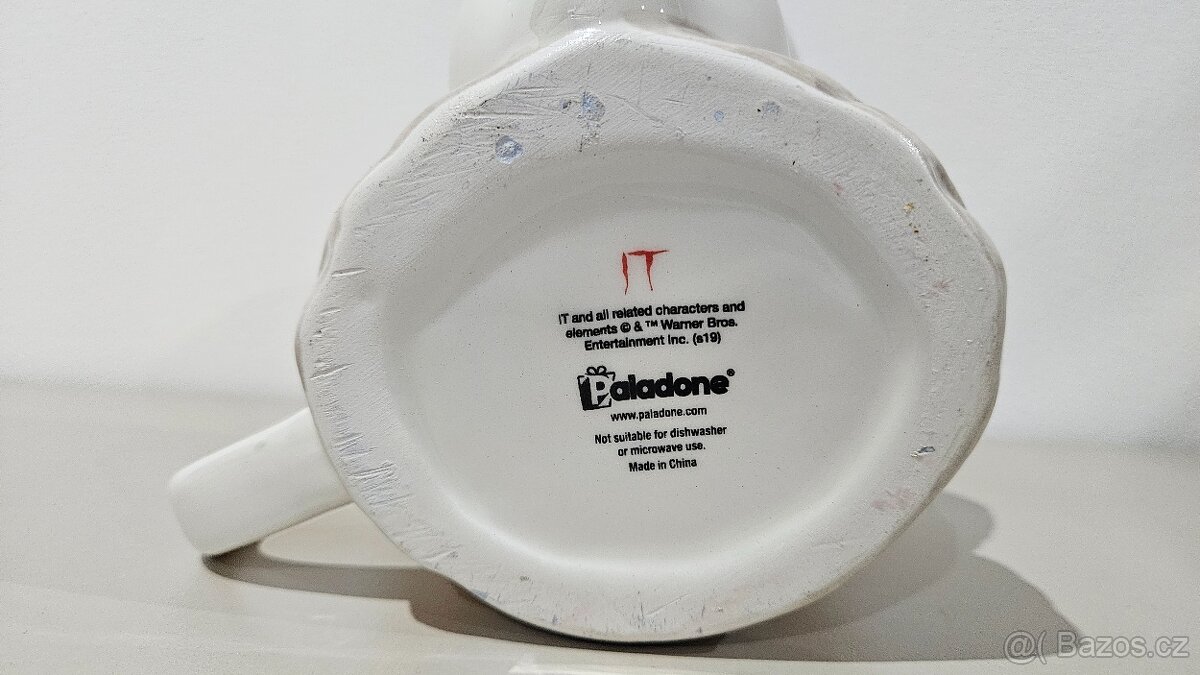 IT
IT and all related characters and
elements © & ™ Warner Bros.
Entertainment Inc. (s19)
Paladone®
www.paladone.com
Not suitable for dishwasher
or microwave use.
Made in China
@( Bazos.cz